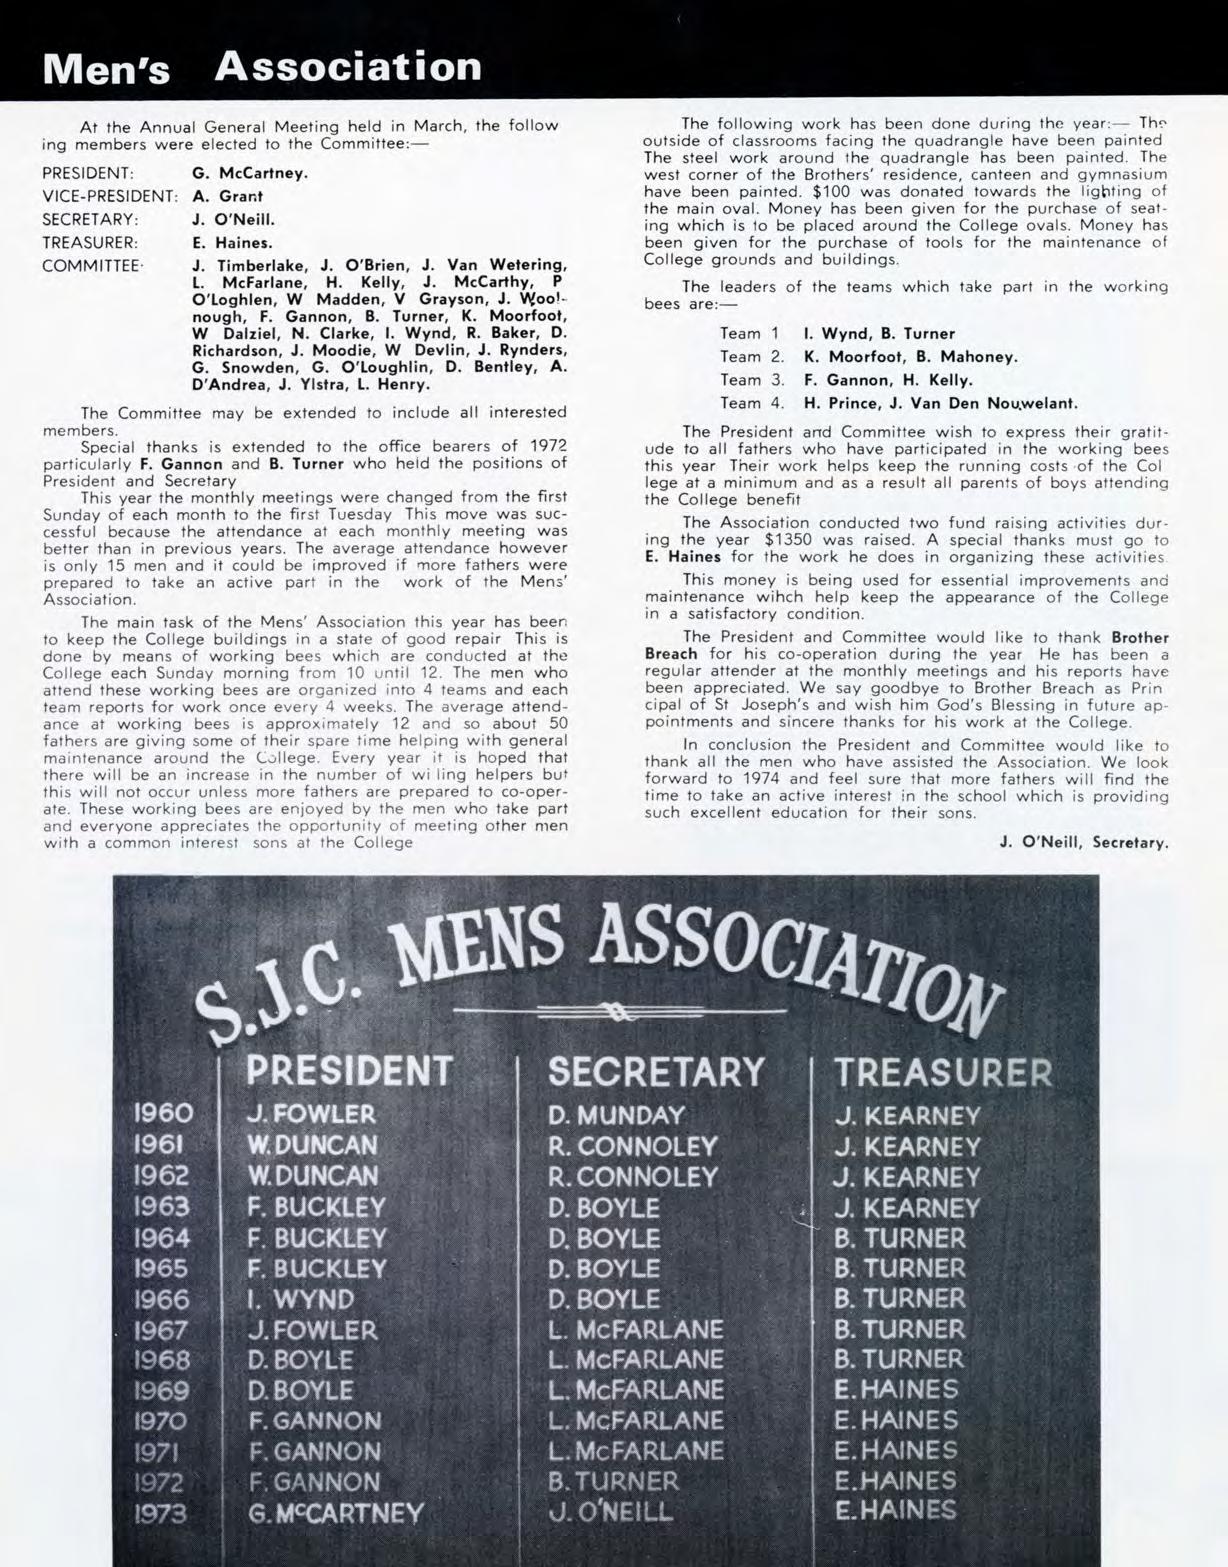 Men's Association
At the Annual General Meeting held in March, the follow
ing members were elected to the Committee:—
PRESIDENT: G. McCartney.
VICE-PRESIDENT: A. Grant
SECRETARY: J. O'Neill.
TREASURER: E. Haines.
COMMITTEE· J. Timberlake, J. O'Brien, J. Van Wetering,
L. McFarlane, H. Kelly, J. McCarthy, P
O'Loghlen, W Madden, V Grayson, J. Wool-
nough, F. Gannon, B. Turner, K. Moorfoot,
W Dalziel, N. Clarke, I. Wynd, R. Baker, D.
Richardson, J. Moodie, W Devlin, J. Rynders,
G. Snowden, G. O'Loughlin, D. Bentley, A.
D'Andrea, J. Ylstra, L. Henry.
The Committee may be extended to include all interested
members.
Special thanks is extended to the office bearers of 1972
particularly F. Gannon and B. Turner who held the positions of
President and Secretary
This year the monthly meetings were changed from the first
Sunday of each month to the first Tuesday This move was suc-
cessful because the attendance at each monthly meeting was
better than in previous years. The average attendance however
is only 15 men and it could be improved if more fathers were
prepared to take an active part in the work of the Mens'
Association.
The main task of the Mens' Association this year has been
to keep the College buildings in a state of good repair This is
done by means of working bees which are conducted at the
College each Sunday morning from 10 until 12. The men who
attend these working bees are organized into 4 teams and each
team reports for work once every 4 weeks. The average attend-
ance at working bees is approximately 12 and so about 50
fathers are giving some of their spare time helping with general
maintenance around the College. Every year it is hoped that
there will be an increase in the number of wi ling helpers but
this will not occur unless more fathers are prepared to co-oper-
ate. These working bees are enjoyed by the men who take part
and everyone appreciates the opportunity of meeting other men
with a common interest sons at the College
The following work has been done during the year:— The
outside of classrooms facing the quadrangle have been painted
The steel work around the quadrangle has been painted. The
west corner of the Brothers' residence, canteen and gymnasium
have been painted. $100 was donated towards the lighting of
the main oval. Money has been given for the purchase of seat-
ing which is to be placed around the College ovals. Money has
been given for the purchase of tools for the maintenance of
College grounds and buildings.
The leaders of the teams which take part in the working
bees are:—
Team 1 I. Wynd, B. Turner
Team 2. K. Moorfoot, B. Mahoney.
Team 3. F. Gannon, H. Kelly.
Team 4. H. Prince, J. Van Den Nouwelant.
The President and Committee wish to express their gratit-
ude to all fathers who have participated in the working bees
this year Their work helps keep the running costs of the Col
lege at a minimum and as a result all parents of boys attending
the College benefit
The Association conducted two fund raising activities dur-
ing the year $1350 was raised. A special thanks must go to
E. Haines for the work he does in organizing these activities.
This money is being used for essential improvements and
maintenance wihch help keep the appearance of the College
in a satisfactory condition.
The President and Committee would like to thank Brother
Breach for his co-operation during the year He has been a
regular attender at the monthly meetings and his reports have
been appreciated. We say goodbye to Brother Breach as Prin
cipal of St Joseph's and wish him God's Blessing in future ap-
pointments and sincere thanks for his work at the College.
In conclusion the President and Committee would like to
thank all the men who have assisted the Association. We look
forward to 1974 and feel sure that more fathers will find the
time to take an active interest in the school which is providing
such excellent education for their sons.
J. O'Neill, Secretary.
S.J.C. MENS ASSOCIATION
PRESIDENT SECRETARY TREASURER
1960 J. FOWLER D. MUNDAY J. KEARNEY
1961 W. DUNCAN R. CONNOLEY J. KEARNEY
1962 W. DUNCAN R. CONNOLEY J. KEARNEY
1963 F. BUCKLEY D. BOYLE J. KEARNEY
1964 F. BUCKLEY D. BOYLE B. TURNER
1965 F. BUCKLEY D. BOYLE B. TURNER
1966 I. WYND D. BOYLE B. TURNER
1967 J. FOWLER L. McFARLANE B. TURNER
1968 D. BOYLE L. McFARLANE B. TURNER
1969 D. BOYLE L. McFARLANE E. HAINES
1970 F. GANNON L. McFARLANE E. HAINES
1971 F. GANNON L. McFARLANE E. HAINES
1972 F. GANNON B. TURNER E. HAINES
1973 G. McCARTNEY J. O'NEILL E. HAINES